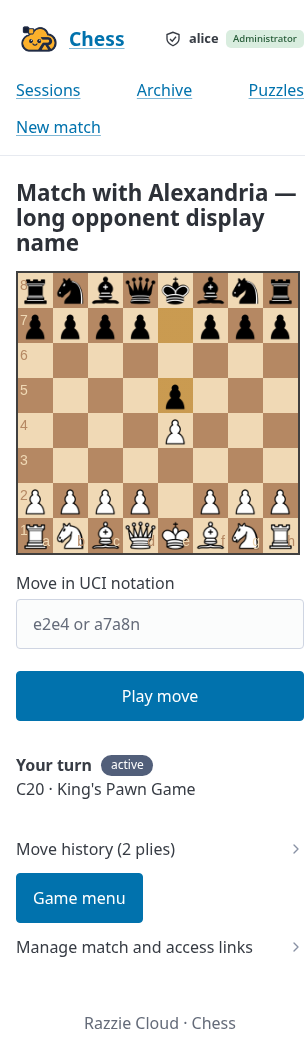 Chess
alice Administrator
Sessions Archive Puzzles
New match
Match with Alexandria —
long opponent display
name
8
7
6
5
4
3
2
1
a c e f g h
Move in UCI notation
e2e4 or a7a8n
Play move
Your turn active
C20 · King's Pawn Game
Move history (2 plies)
Game menu
Manage match and access links
Razzie Cloud · Chess